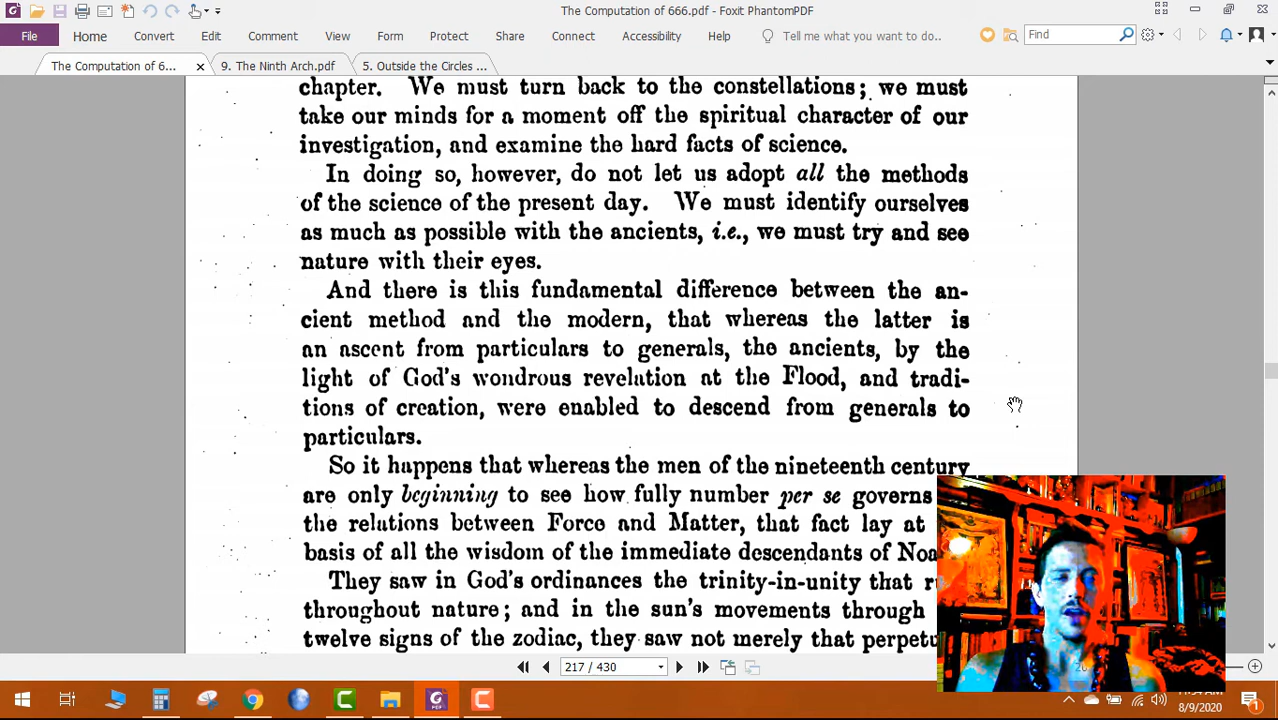 The Computation of 666.pdf - Foxit PhantomPDF
File Home Convert Edit Comment View Form Protect Share Connect Accessibility Help Tell me what you want to do.. Find
The Computation of 6... 9. The Ninth Arch.pdf 5. Outside the Circles ...
chapter. We must turn back to the constellations; we must
take our minds for a moment off the spiritual character of our
investigation, and examine the hard facts of science.
In doing so, however, do not let us adopt all the methods
of the science of the present day. We must identify ourselves
as much as possible with the ancients, i.e., we must try and see
nature with their eyes.
And there is this fundamental difference between the an-
cient method and the modern, that whereas the latter is
an ascent from particulars to generals, the ancients, by the
light of God's wondrous revelation at the Flood, and tradi-
tions of creation, were enabled to descend from generals to
particulars.
So it happens that whereas the men of the nineteenth century
are only beginning to see how fully number per se governs
the relations between Force and Matter, that fact lay at
basis of all the wisdom of the immediate descendants of
They saw in God's ordinances the trinity-in-unity that
throughout nature; and in the sun's movements through
twelve signs of the zodiac, they saw not merely that
217 / 430
8/9/2020